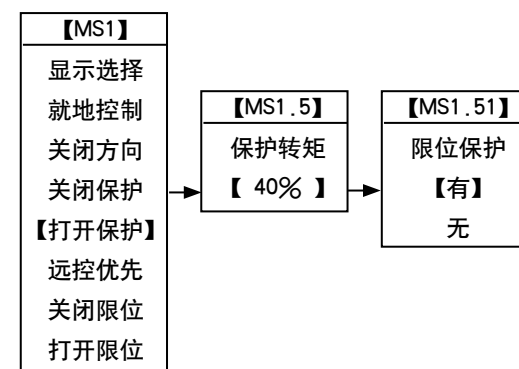 【MS1】
显示选择
就地控制
关闭方向
关闭保护
【打开保护】
远控优先
关闭限位
打开限位
【MS1.5】
保护转矩
【 40% 】
【MS1.51】
限位保护
【有】
无